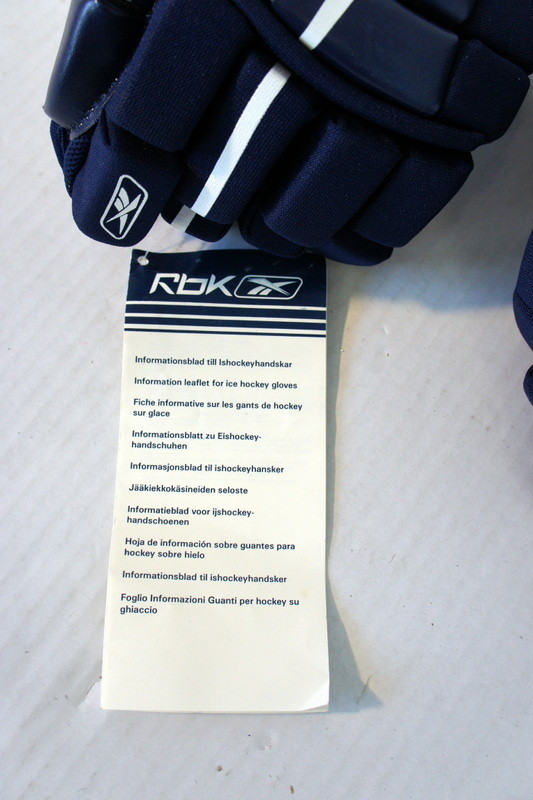 RbK
Informationsblad till Ishockeyhandskar
Information leaflet for ice hockey gloves
Fiche informative sur les gants de hockey
sur glace
Informationsblatt zu Eishockey-
handschuhen
Informasjonsblad til ishockeyhansker
Jääkiekkokäsineiden seloste
Informatieblad voor ijshockey-
handschoenen
Hoja de información sobre guantes para
hockey sobre hielo
Informationsblad til ishockeyhandsker
Foglio Informazioni Guanti per hockey su
ghiaccio